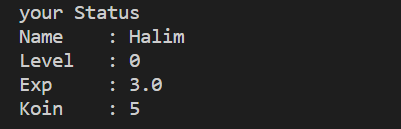 your Status
Name    : Halim
Level   : 0
Exp     : 3.0
Koin    : 5